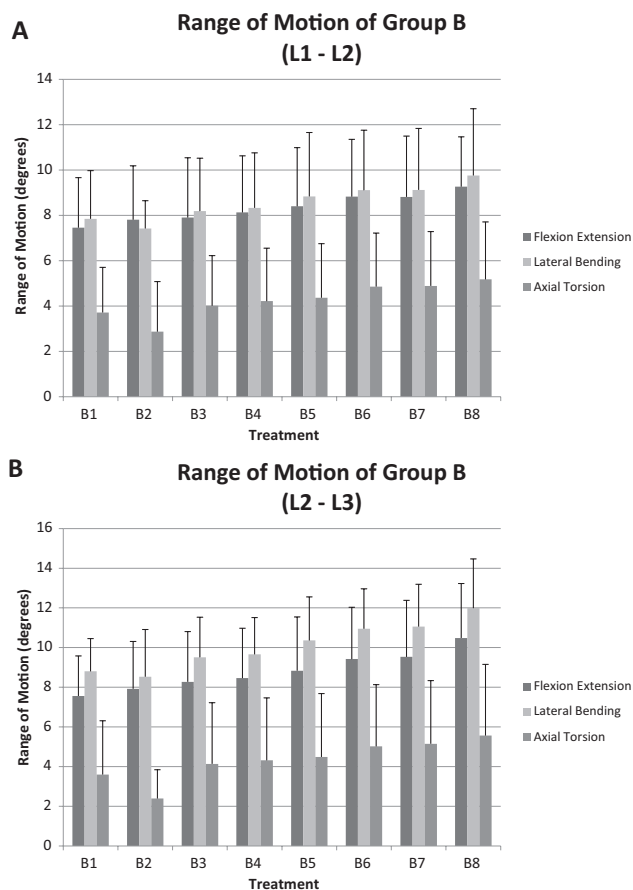 A
Range of Motion of Group B
(L1 - L2)
14
12
10
8
6
4
2
0
Range of Motion (degrees)
B1 B2 B3 B4 B5 B6 B7 B8
Treatment
Flexion Extension
Lateral Bending
Axial Torsion
B
Range of Motion of Group B
(L2 - L3)
16
14
12
10
8
6
4
2
0
Range of Motion (degrees)
B1 B2 B3 B4 B5 B6 B7 B8
Treatment
Flexion Extension
Lateral Bending
Axial Torsion